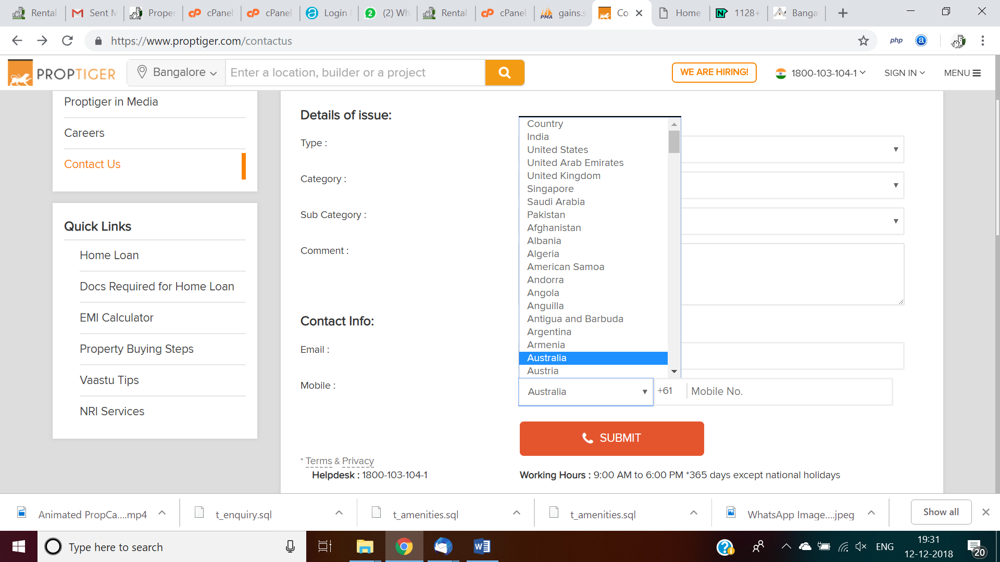 Rental
Sent M
Proper
cPanel
cPanel
Login
(2) Wh
Rental
cPanel
gains.s
Co
Home
1128+
Banga
https://www.proptiger.com/contactus
php
PROPTIGER
Bangalore
Enter a location, builder or a project
WE ARE HIRING!
1800-103-104-1
SIGN IN
MENU
Proptiger in Media
Careers
Contact Us
Quick Links
Home Loan
Docs Required for Home Loan
EMI Calculator
Property Buying Steps
Vaastu Tips
NRI Services
Details of issue:
Type :
Category :
Sub Category :
Comment :
Country
India
United States
United Arab Emirates
United Kingdom
Singapore
Saudi Arabia
Pakistan
Afghanistan
Albania
Algeria
American Samoa
Andorra
Angola
Anguilla
Antigua and Barbuda
Argentina
Armenia
Australia
Austria
Contact Info:
Email :
Mobile :
Australia
+61
Mobile No.
SUBMIT
* Terms & Privacy
Helpdesk : 1800-103-104-1
Working Hours : 9:00 AM to 6:00 PM *365 days except national holidays
Animated PropCa....mp4
t_enquiry.sql
t_amenities.sql
t_amenities.sql
WhatsApp Image....jpeg
Show all
Type here to search
ENG
19:31
12-12-2018
20